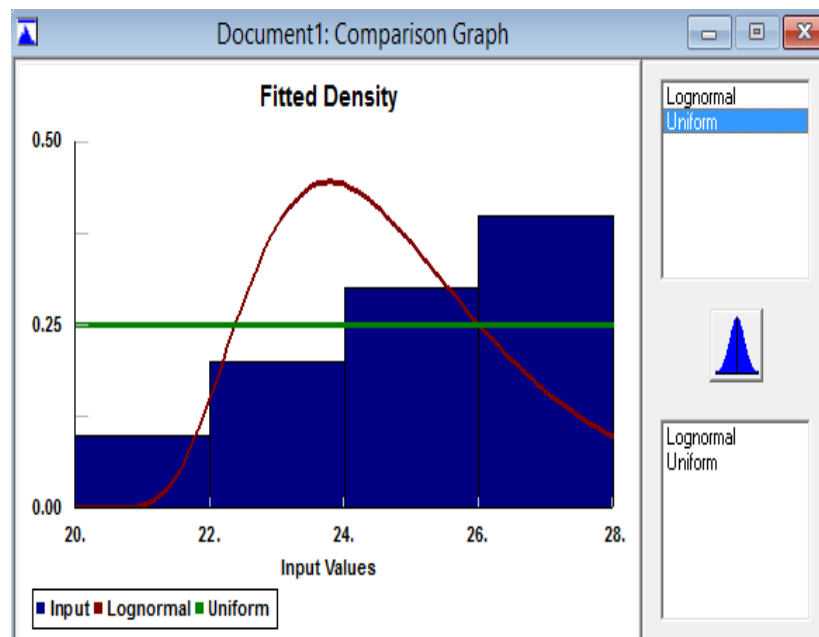 Document1: Comparison Graph
Fitted Density
0.50
0.25
0.00
20. 22. 24. 26. 28.
Input Values
Input Lognormal Uniform
Lognormal
Uniform
Lognormal
Uniform